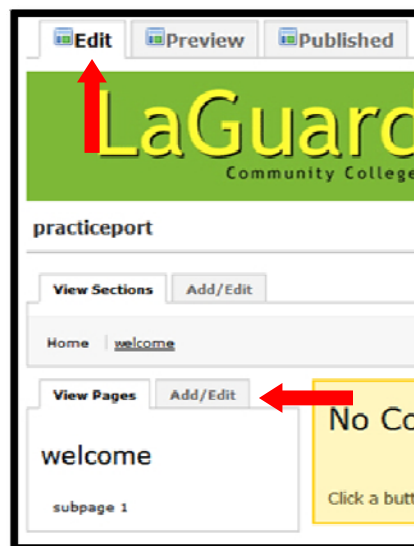 Edit Preview Published
LaGuard
Community College
practiceport
View Sections Add/Edit
Home welcome
View Pages Add/Edit
welcome
subpage 1
No Co
Click a butt